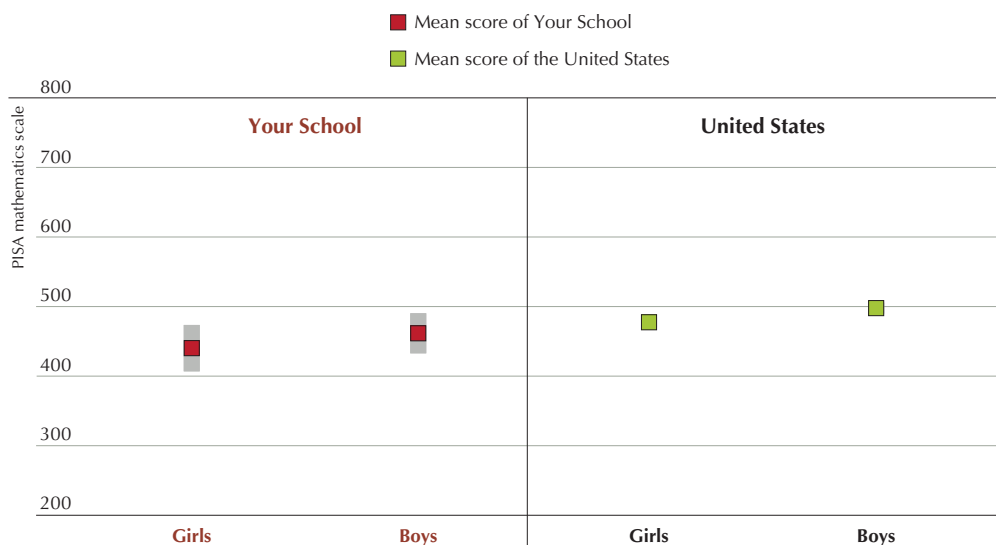 Mean score of Your School
Mean score of the United States
PISA mathematics scale
800
Your School
United States
700
600
500
400
300
200
Girls
Boys
Girls
Boys